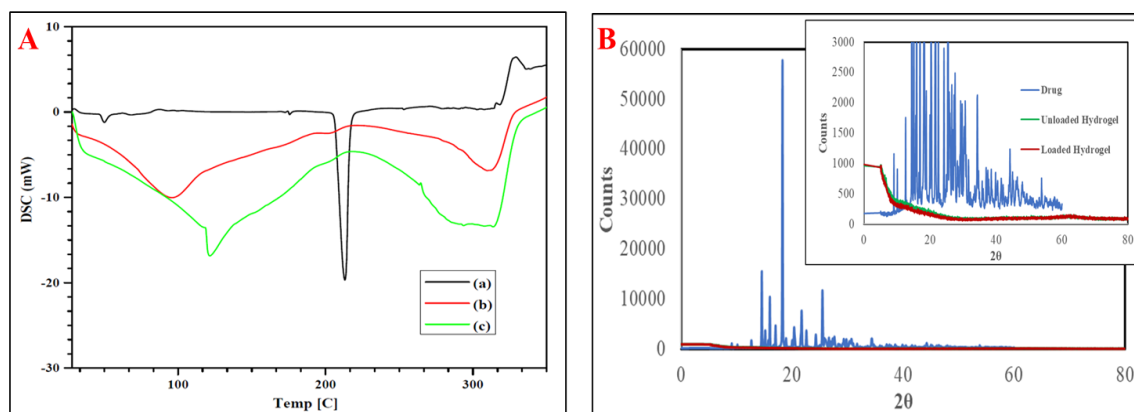 A
10
0
-10
-20
-30
DSC (mW)
100
200
300
Temp [C]
(a)
(b)
(c)
B
60000
50000
40000
30000
20000
10000
0
Counts
0
20
40
60
80
2θ
3000
2500
2000
1500
1000
500
0
Counts
0
20
40
60
80
2θ
Drug
Unloaded Hydrogel
Loaded Hydrogel